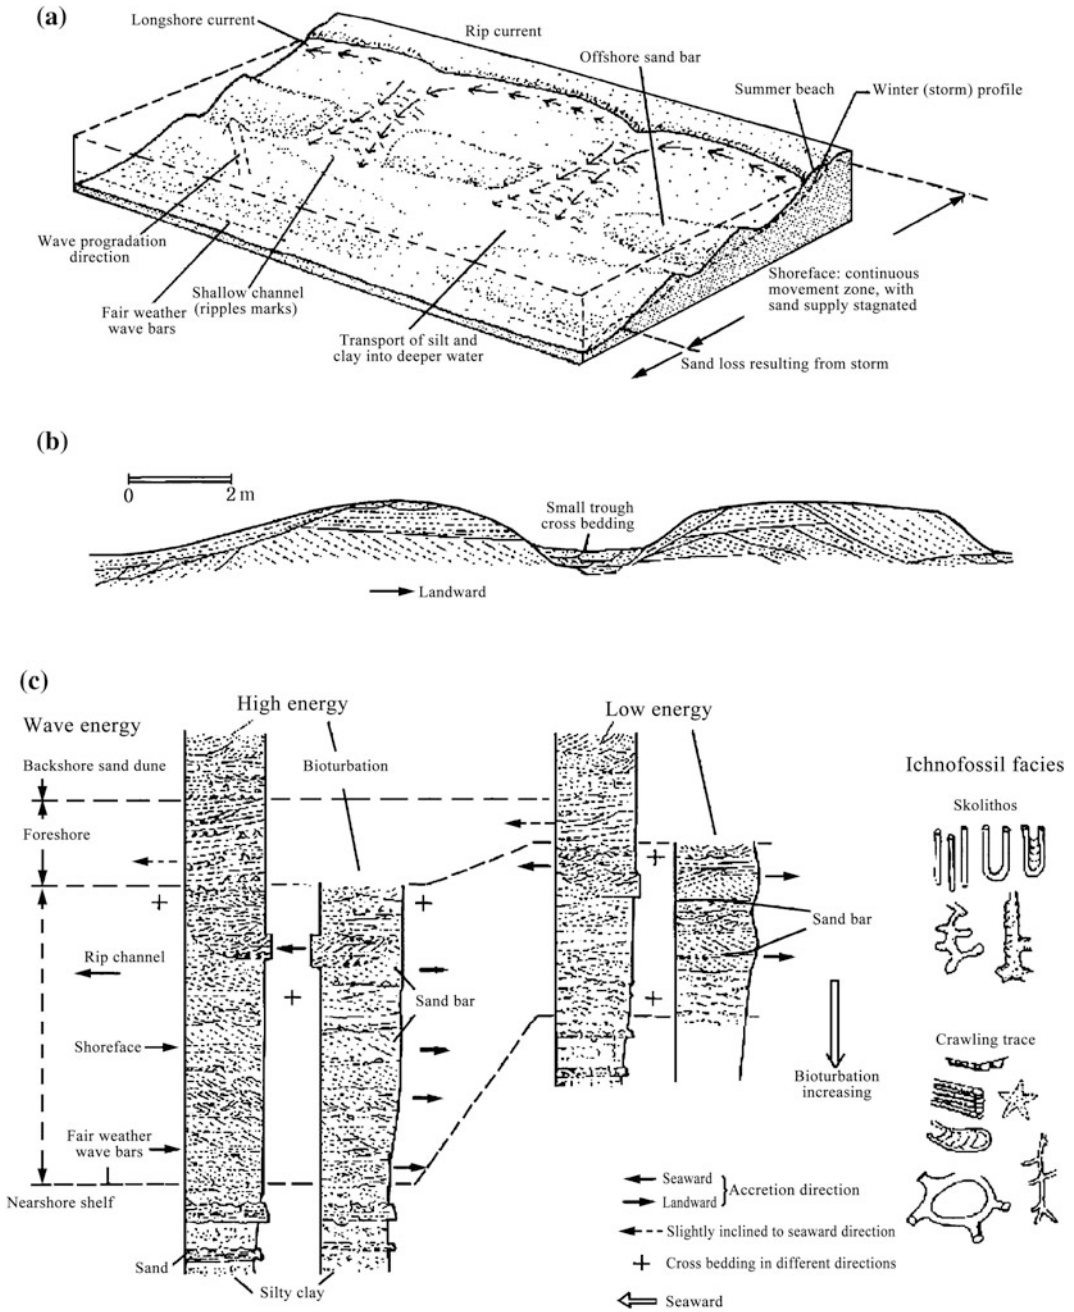 (a)
Longshore current
Rip current
Offshore sand bar
Summer beach
Winter (storm) profile
Wave progradation
direction
Fair weather
wave bars
Shallow channel
(ripples marks)
Transport of silt and
clay into deeper water
Shoreface: continuous
movement zone, with
sand supply stagnated
Sand loss resulting from storm
(b)
0
2 m
Small trough
cross bedding
Landward
(c)
Wave energy
High energy
Low energy
Backshore sand dune
Bioturbation
Ichnofossil facies
Foreshore
Skolithos
Sand bar
Rip channel
Sand bar
Shoreface
Crawling trace
Bioturbation
increasing
Fair weather
wave bars
Nearshore shelf
Seaward
Landward
Accretion direction
Slightly inclined to seaward direction
Sand
Cross bedding in different directions
Silty clay
Seaward